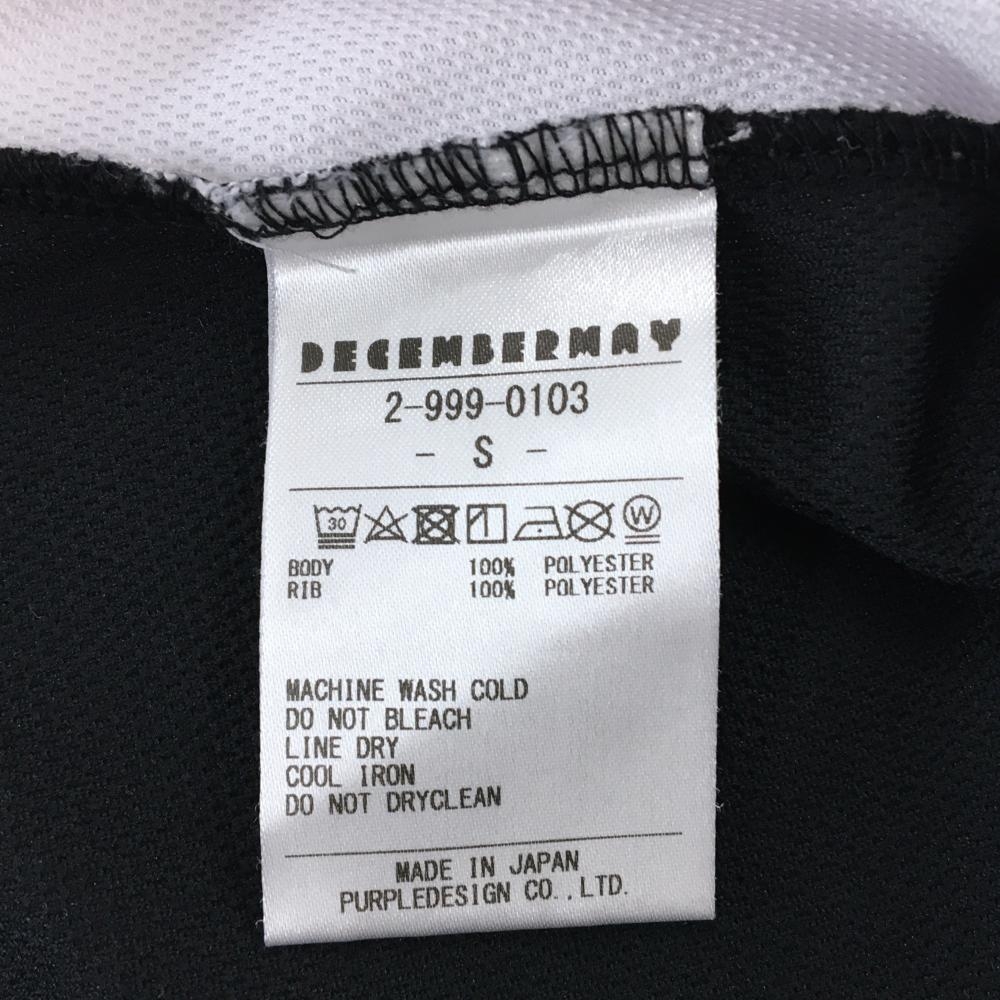 DECEMBERMAY
2-999-0103
- S -
30 W
BODY 100% POLYESTER
RIB 100% POLYESTER
MACHINE WASH COLD
DO NOT BLEACH
LINE DRY
COOL IRON
DO NOT DRYCLEAN
MADE IN JAPAN
PURPLEDESIGN CO.,LTD.